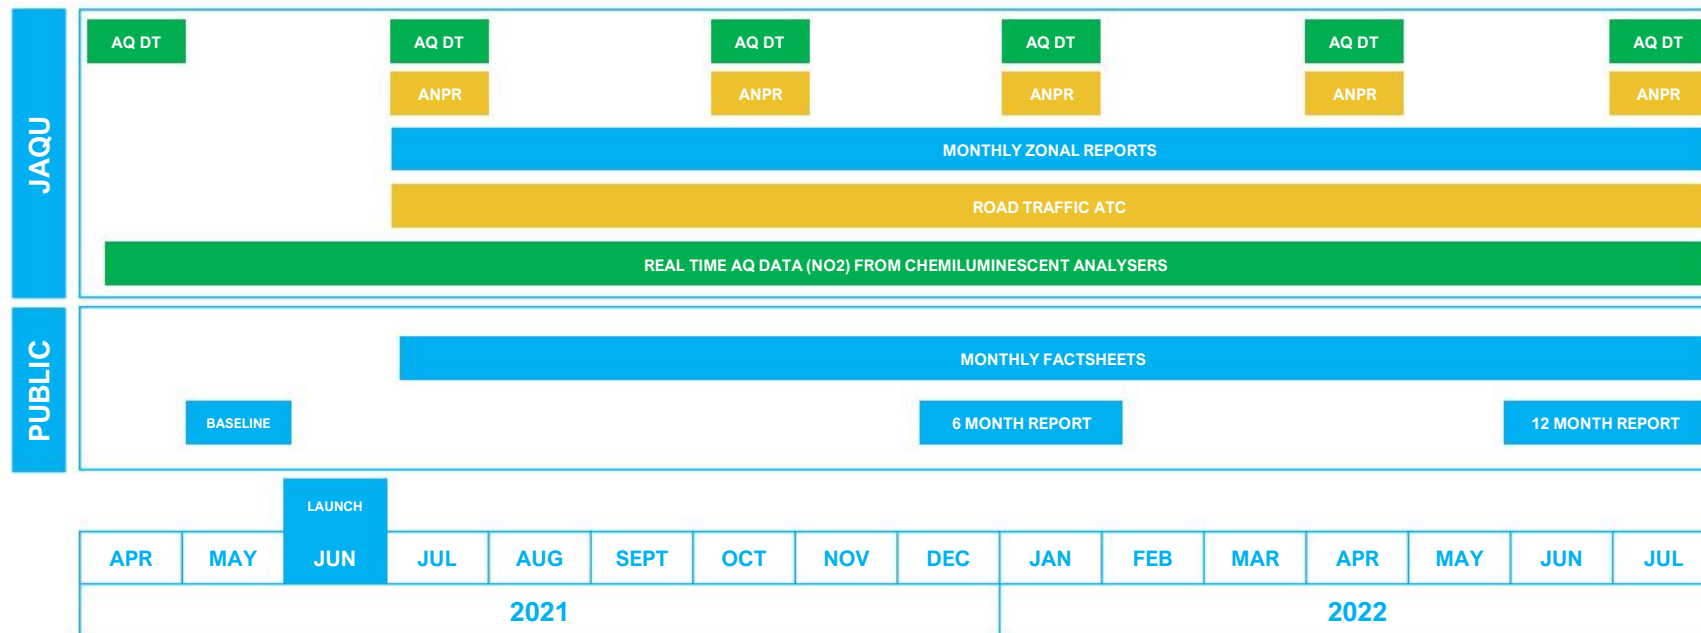 JAQU
AQ DT
AQ DT
AQ DT
AQ DT
AQ DT
AQ DT
ANPR
ANPR
ANPR
ANPR
ANPR
MONTHLY ZONAL REPORTS
ROAD TRAFFIC ATC
REAL TIME AQ DATA (NO2) FROM CHEMILUMINESCENT ANALYSERS
PUBLIC
MONTHLY FACTSHEETS
BASELINE
6 MONTH REPORT
12 MONTH REPORT
LAUNCH
APR
MAY
JUN
JUL
AUG
SEPT
OCT
NOV
DEC
JAN
FEB
MAR
APR
MAY
JUN
JUL
2021
2022